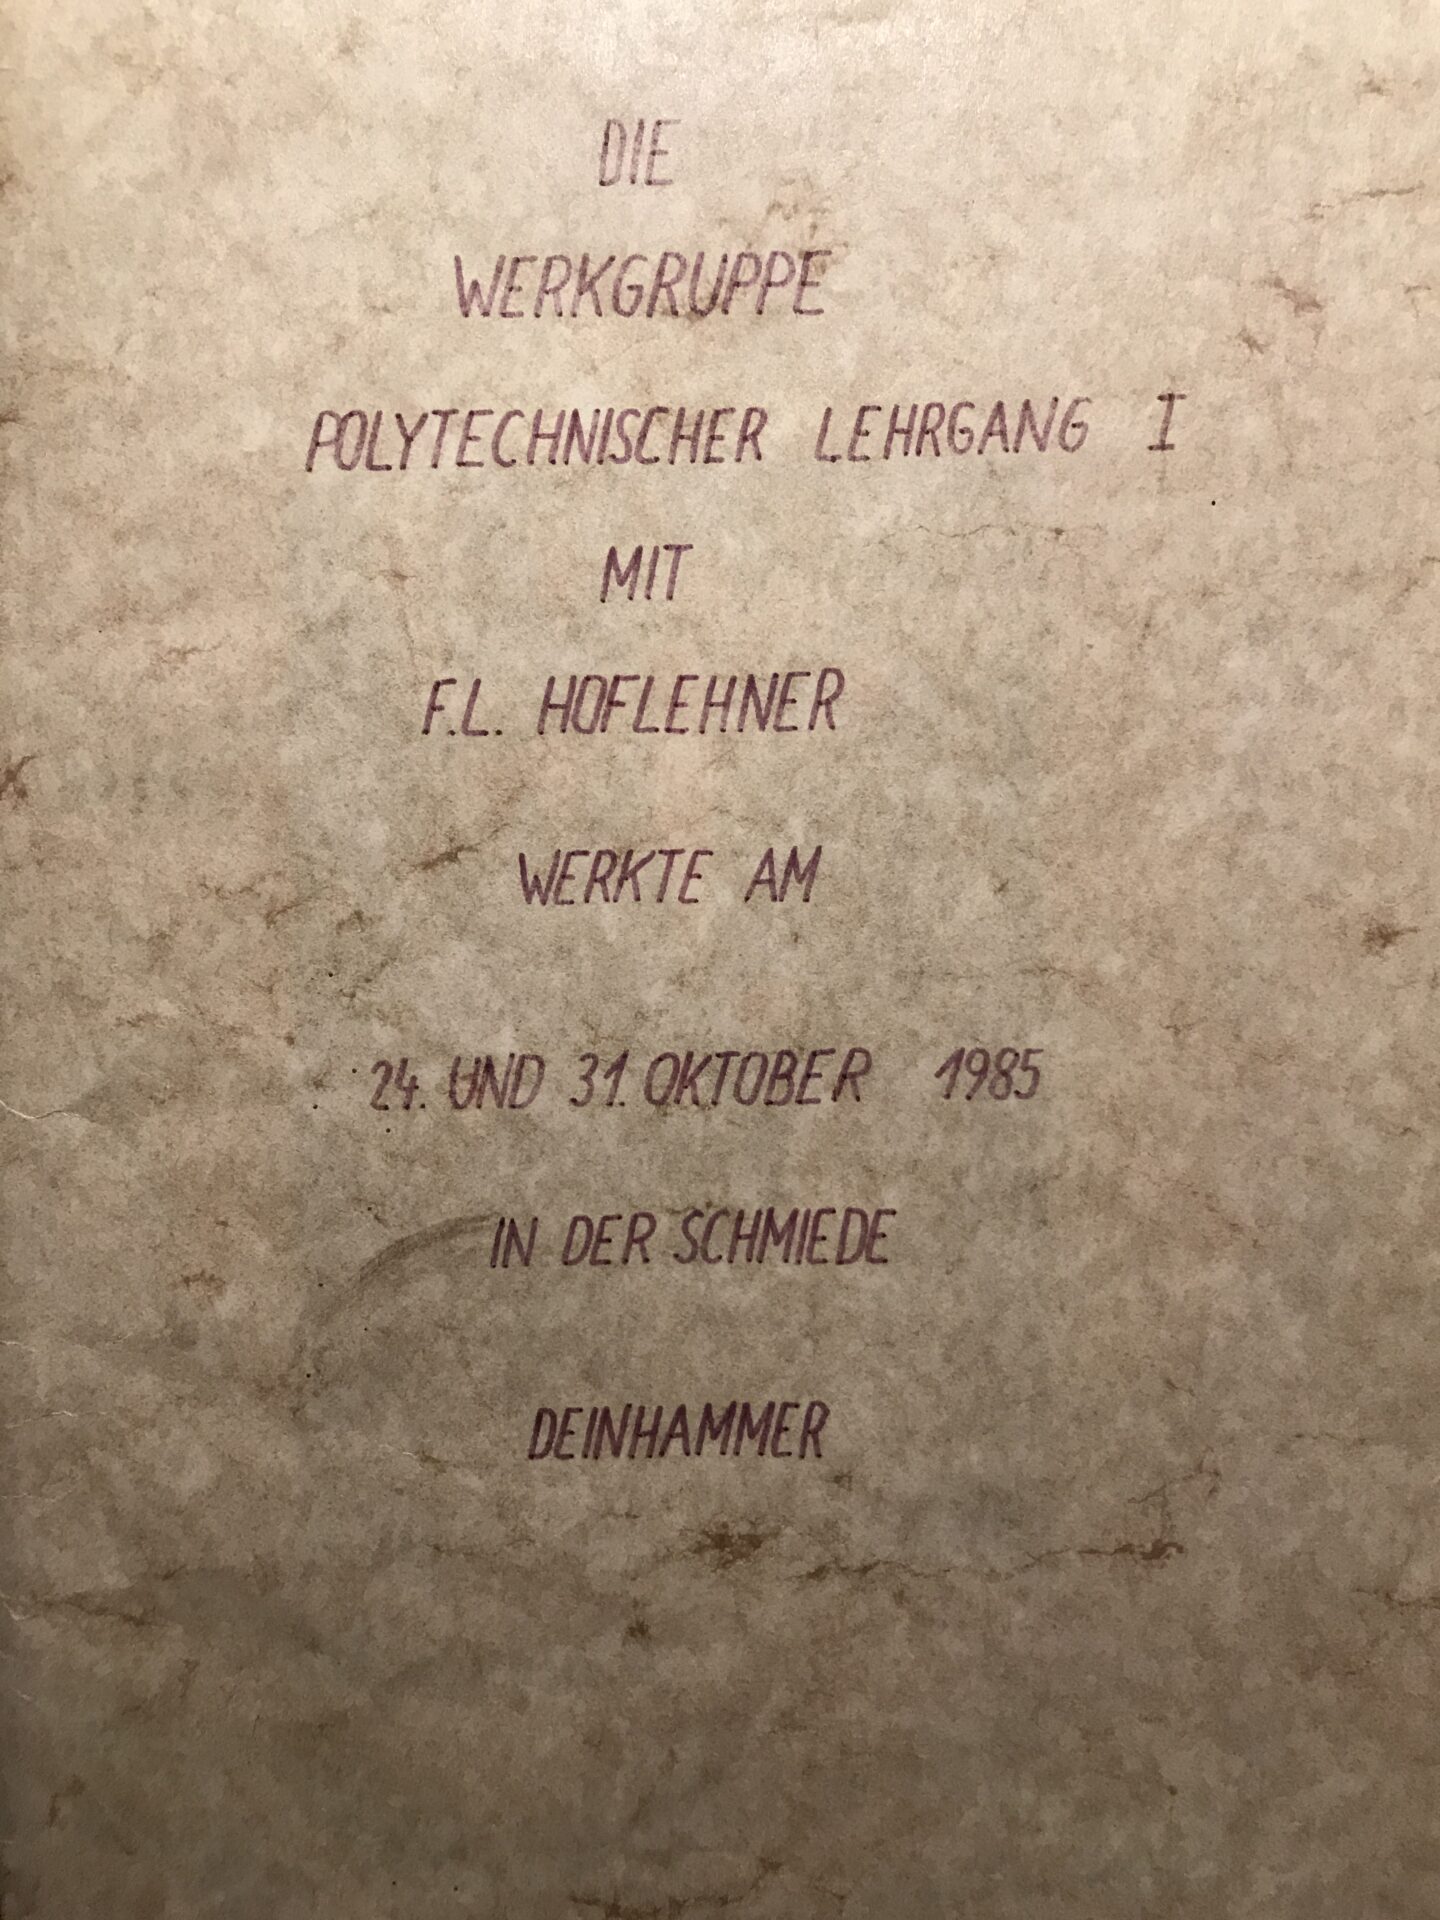 DIE
WERKGRUPPE
POLYTECHNISCHER LEHRGANG I
MIT
F.L. HOFLEHNER
WERKTE AM
24. UND 31. OKTOBER 1985
IN DER SCHMIEDE
DEINHAMMER